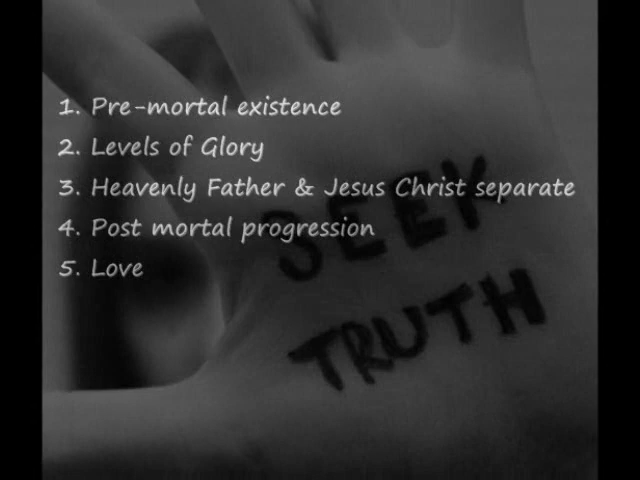 1. Pre-mortal existence
2. Levels of Glory
3. Heavenly Father & Jesus Christ separate
4. Post mortal progression
5. Love
SEEK
TRUTH